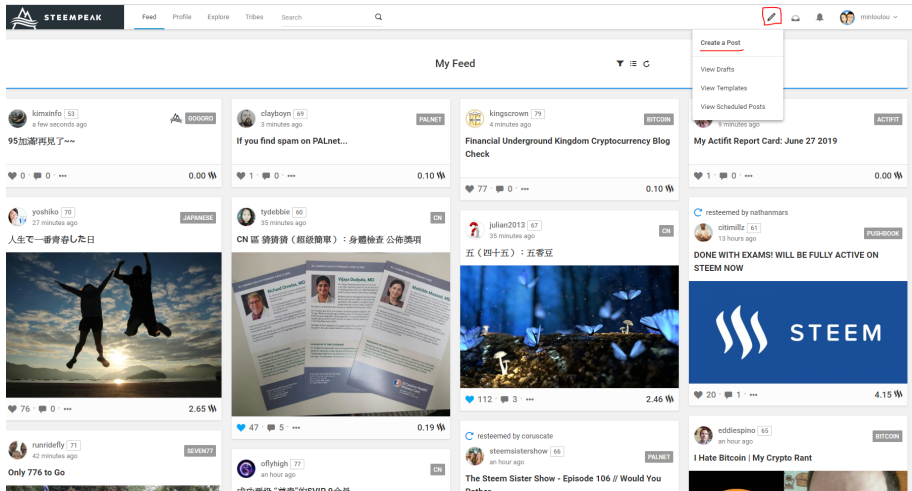 STEEMPEAK
Feed Profile Explore Tribes Search
minloulou
Create a Post
View Drafts
View Templates
View Scheduled Posts
My Feed
kimxinfo 53
a few seconds ago
GOGORO
95加滿!再見了~~
0 0 ••• 0.00
clayboyn 69
3 minutes ago
PALNET
If you find spam on PALnet...
1 0 ••• 0.10
kingscrown 79
4 minutes ago
BITCOIN
Financial Underground Kingdom Cryptocurrency Blog
Check
77 0 ••• 0.10
9 minutes ago
ACTIFIT
My Actifit Report Card: June 27 2019
1 0 ••• 0.00
yoshiko 70
27 minutes ago
JAPANESE
人生で一番青春した日
76 0 ••• 2.65
tydebbie 60
35 minutes ago
CN
CN 區 猜猜猜（超級簡單）：身體檢查 公佈獎項
Richard Dressler, MD
47 5 ••• 0.19
julian2013 67
35 minutes ago
CN
五（四十五）：五香豆
112 3 ••• 2.46
resteemed by nathanmars
citimillz 61
13 hours ago
PUSHBOOK
DONE WITH EXAMS! WILL BE FULLY ACTIVE ON
STEEM NOW
STEEM
20 1 ••• 4.15
runridefly 71
42 minutes ago
SEVEN77
Only 776 to Go
oflyhigh 77
an hour ago
CN
resteemed by coruscate
steemsistershow 66
an hour ago
PALNET
The Steem Sister Show - Episode 106 // Would You
eddiespino 65
an hour ago
BITCOIN
I Hate Bitcoin | My Crypto Rant